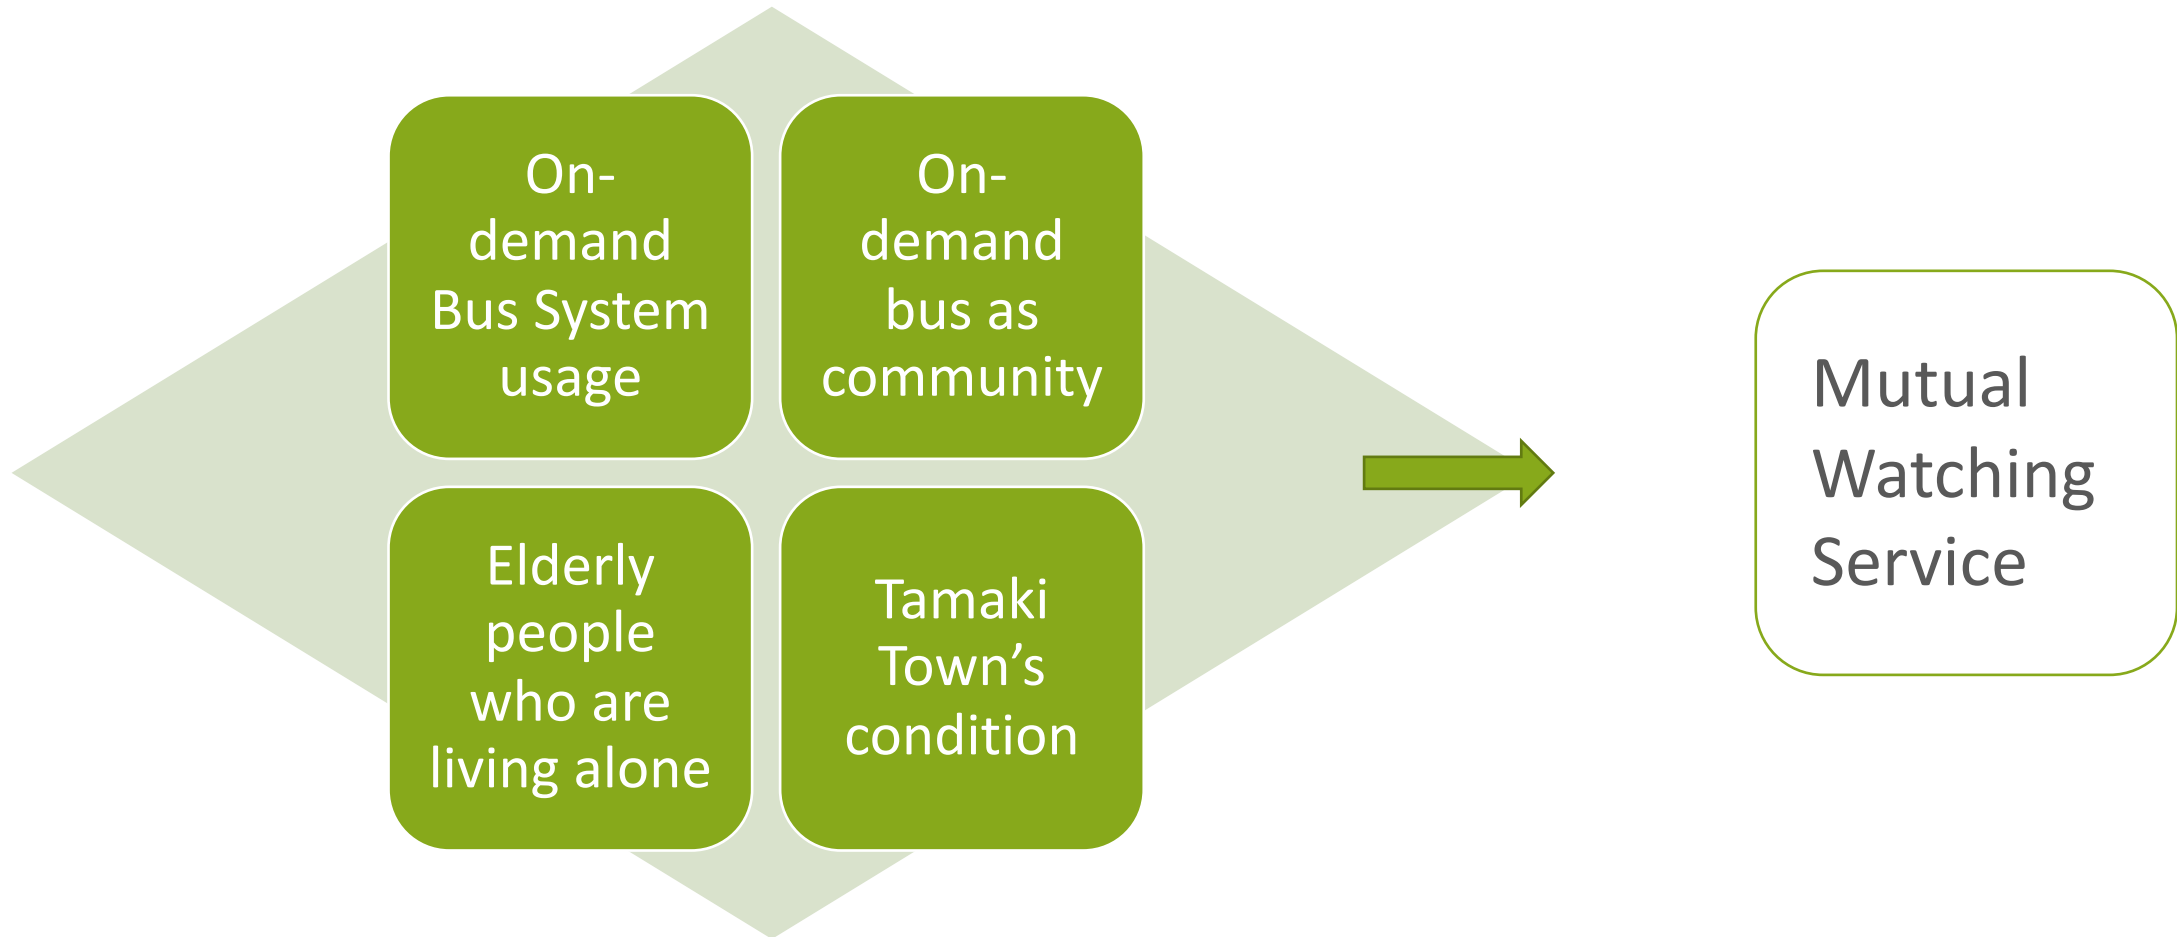 On-
demand
Bus System
usage
On-
demand
bus as
community
Elderly
people
who are
living alone
Tamaki
Town’s
condition
Mutual
Watching
Service